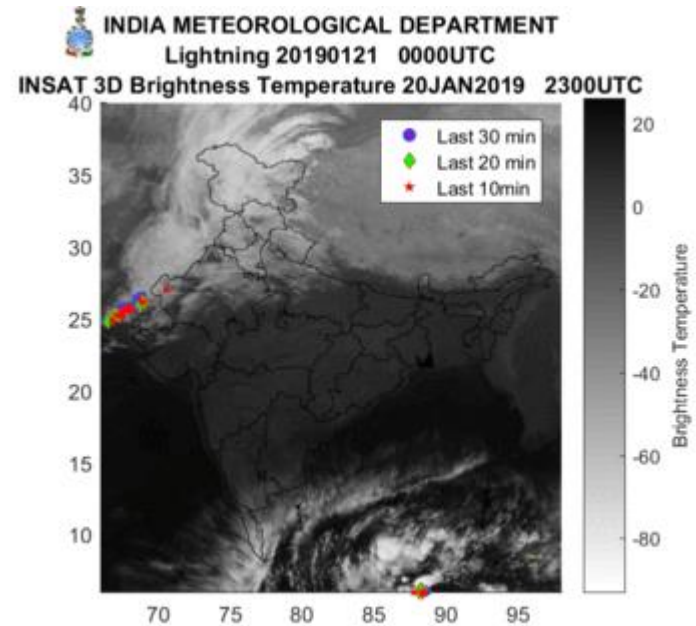 INDIA METEOROLOGICAL DEPARTMENT
Lightning 20190121 0000UTC
INSAT 3D Brightness Temperature 20JAN2019 2300UTC
Last 30 min
Last 20 min
Last 10min
40
35
30
25
20
15
10
70 75 80 85 90 95
20
0
-20
-40
-60
-80
Brightness Temperature